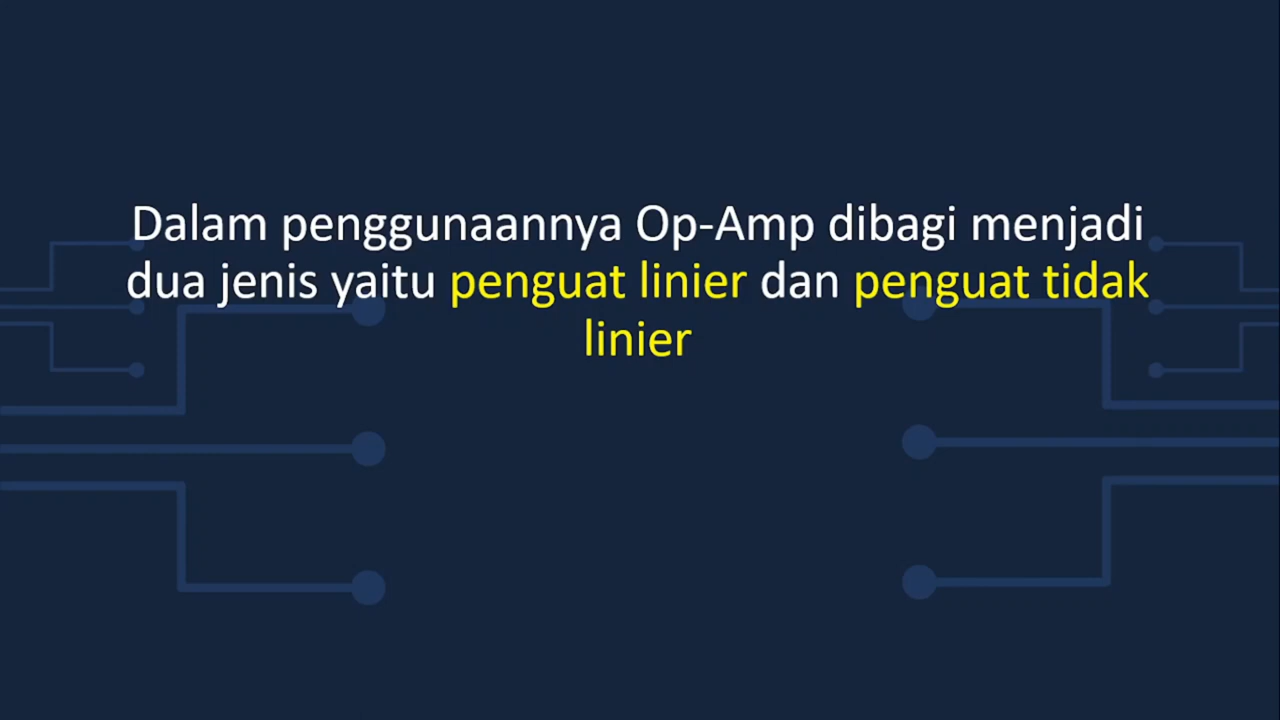 Dalam penggunaannya Op-Amp dibagi menjadi
dua jenis yaitu penguat linier dan penguat tidak
linier